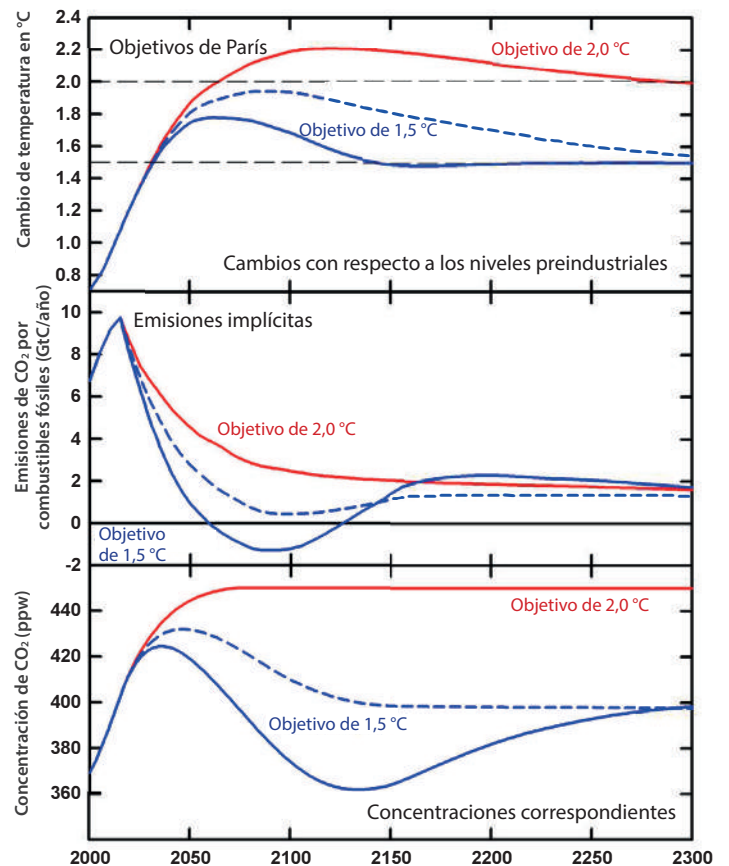 2.4
2.2
2.0
1.8
1.6
1.4
1.2
1.0
0.8
Cambio de temperatura en °C
Objetivos de París
Objetivo de 2,0 °C
Objetivo de 1,5 °C
Cambios con respecto a los niveles preindustriales
10
8
6
4
2
0
-2
Emisiones de CO₂ por
combustibles fósiles (GtC/año)
Emisiones implícitas
Objetivo de 2,0 °C
Objetivo
de 1,5 °C
440
420
400
380
360
Concentración de CO₂ (ppw)
Objetivo de 2,0 °C
Objetivo de 1,5 °C
Concentraciones correspondientes
2000 2050 2100 2150 2200 2250 2300